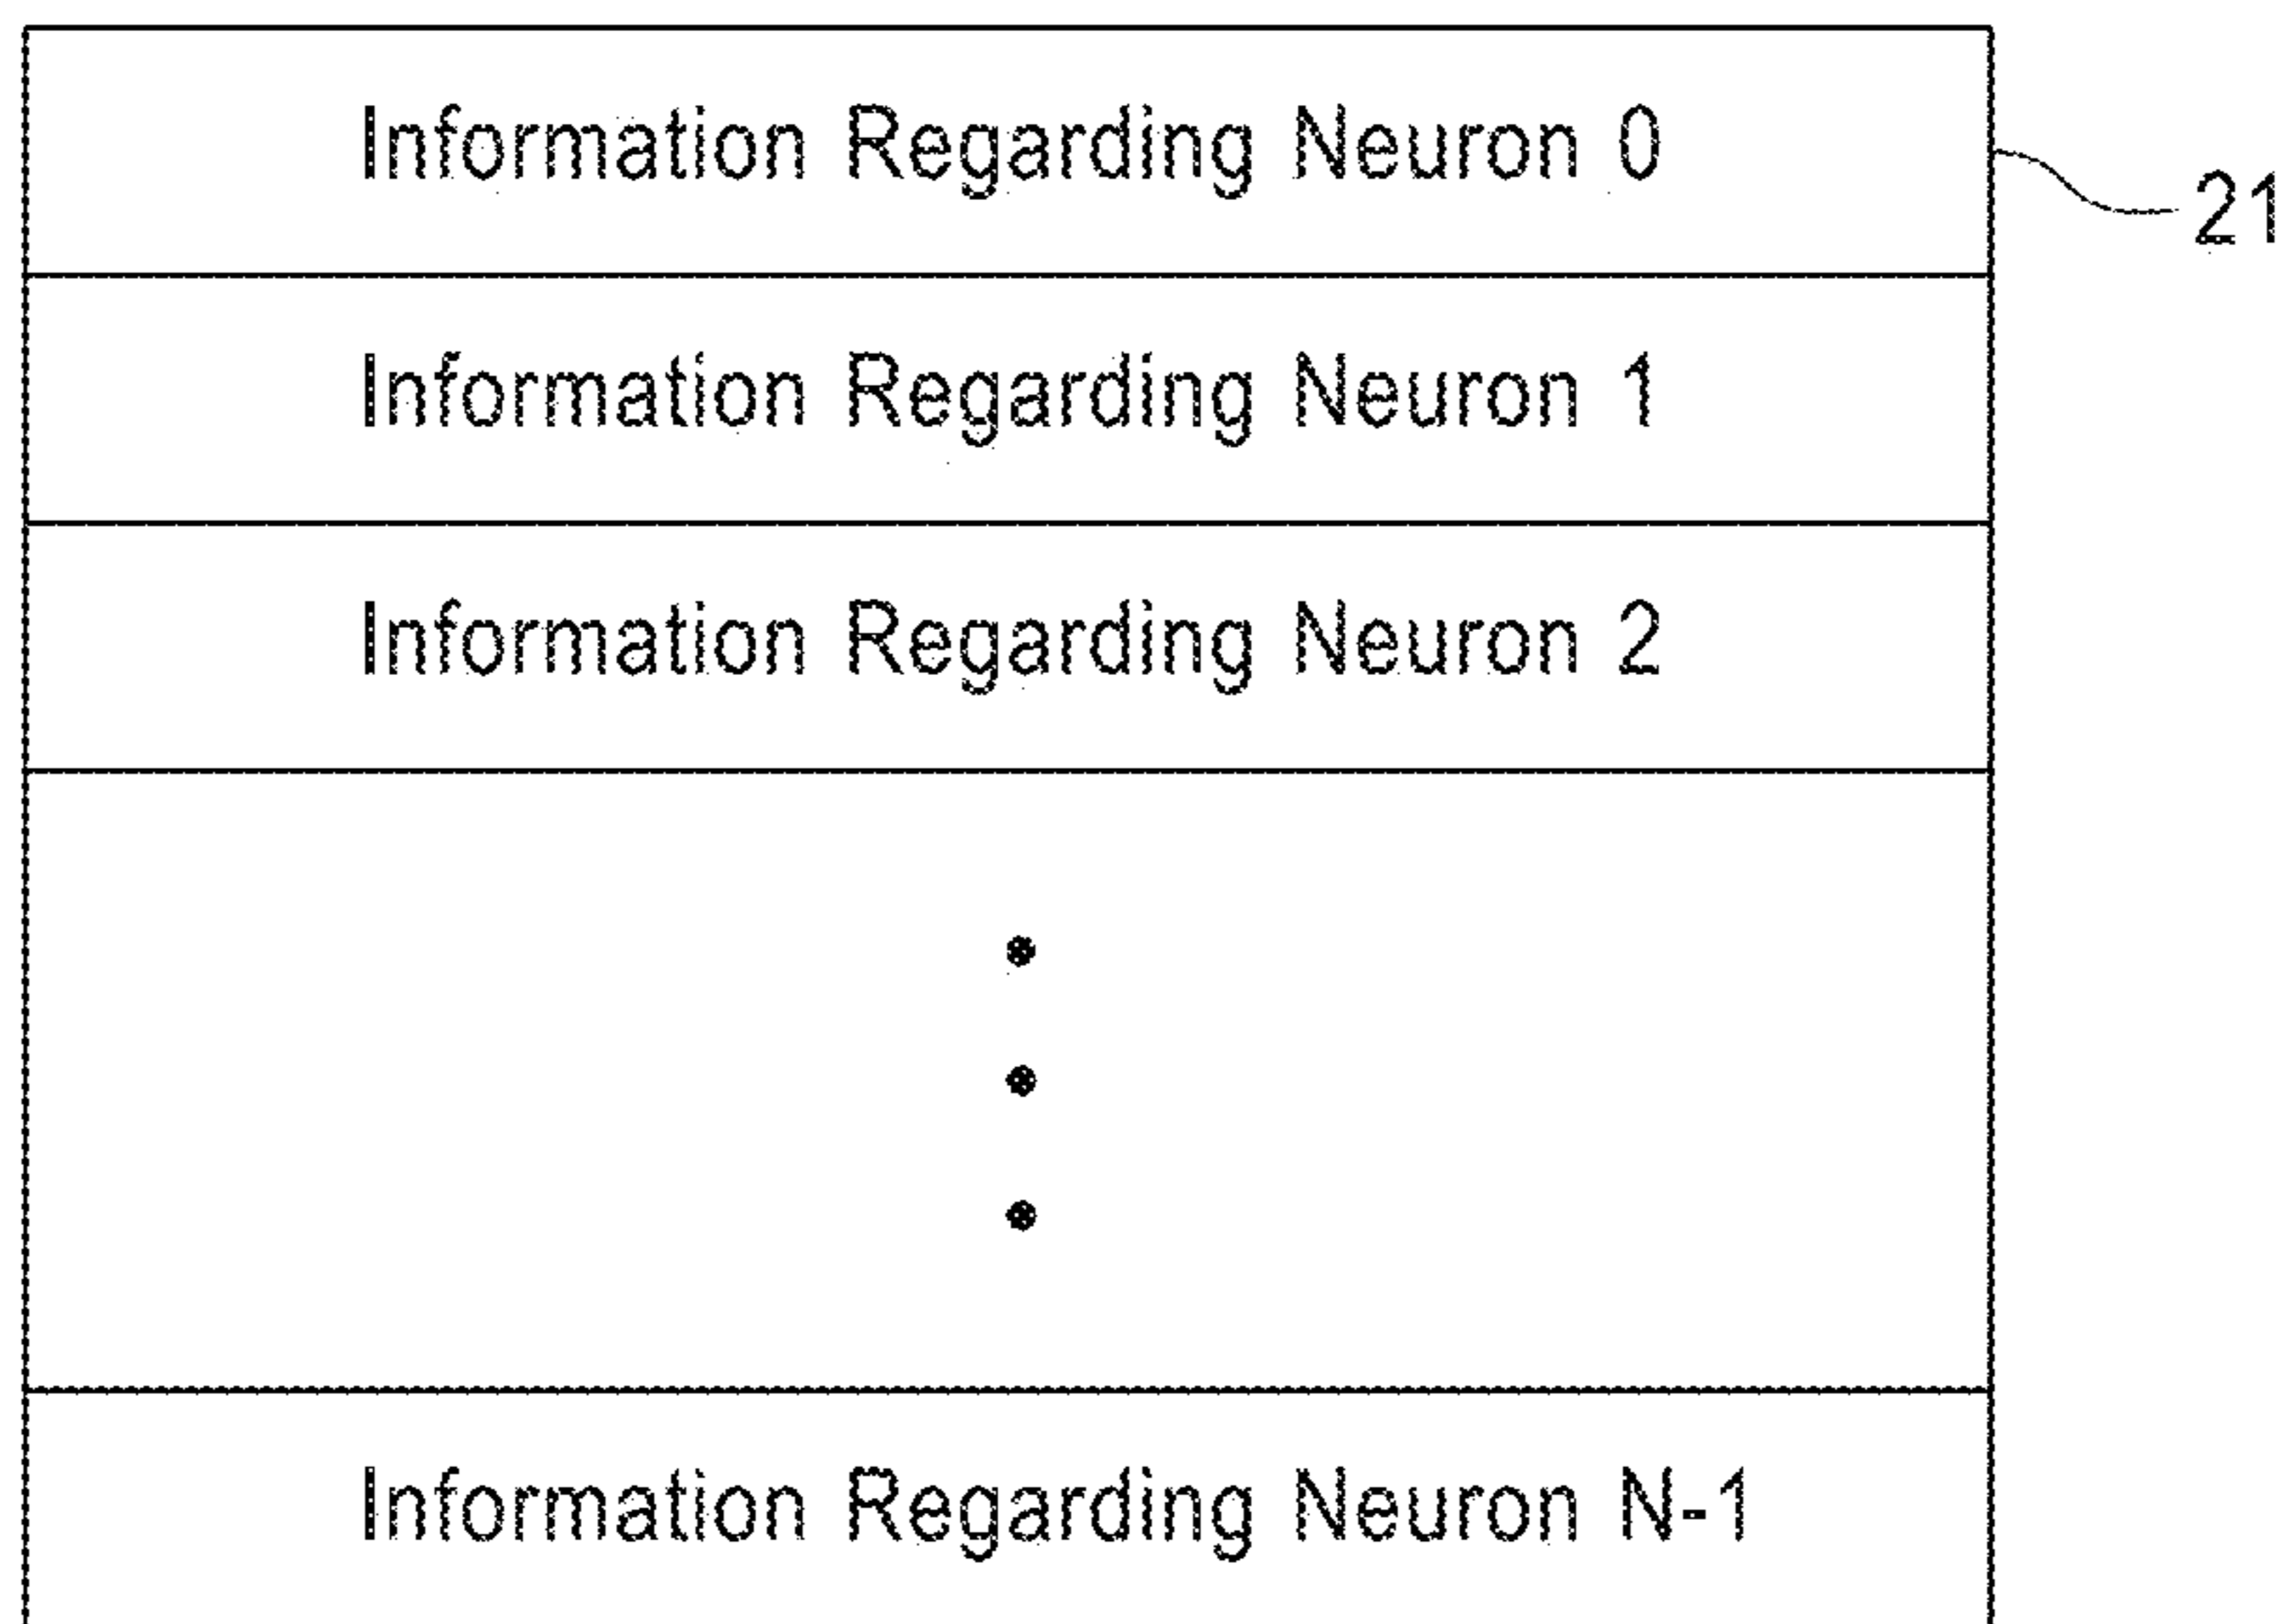 Information Regarding Neuron 0
21
Information Regarding Neuron 1
Information Regarding Neuron 2
Information Regarding Neuron N-1